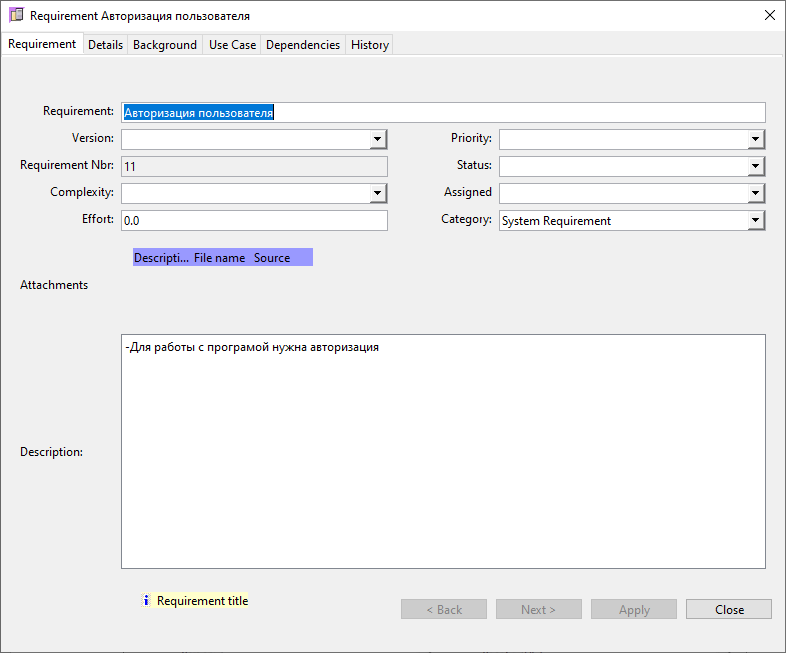 Requirement Авторизация пользователя
Requirement Details Background Use Case Dependencies History
Requirement: Авторизация пользователя
Version: Priority:
Requirement Nbr: 11 Status:
Complexity: Assigned
Effort: 0.0 Category: System Requirement
Descripti... File name Source
Attachments
-Для работы с програмой нужна авторизация
Description:
i Requirement title
< Back Next > Apply Close